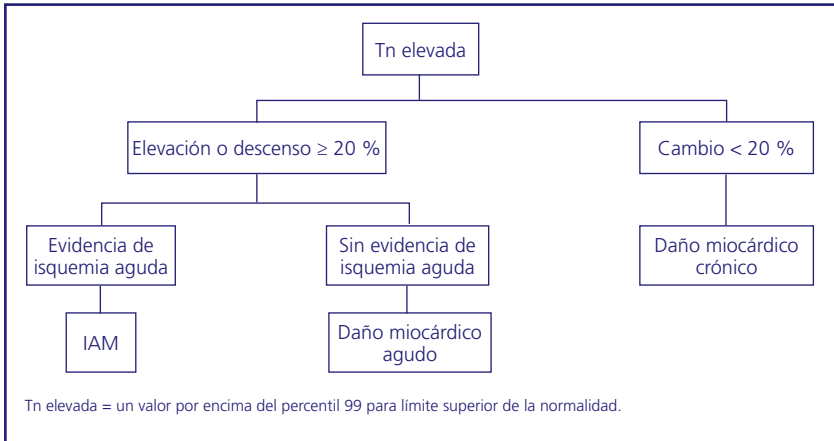 Tn elevada
Elevación o descenso ≥ 20 %
Cambio < 20 %
Evidencia de
isquemia aguda
Sin evidencia de
isquemia aguda
Daño miocárdico
crónico
IAM
Daño miocárdico
agudo
Tn elevada = un valor por encima del percentil 99 para límite superior de la normalidad.